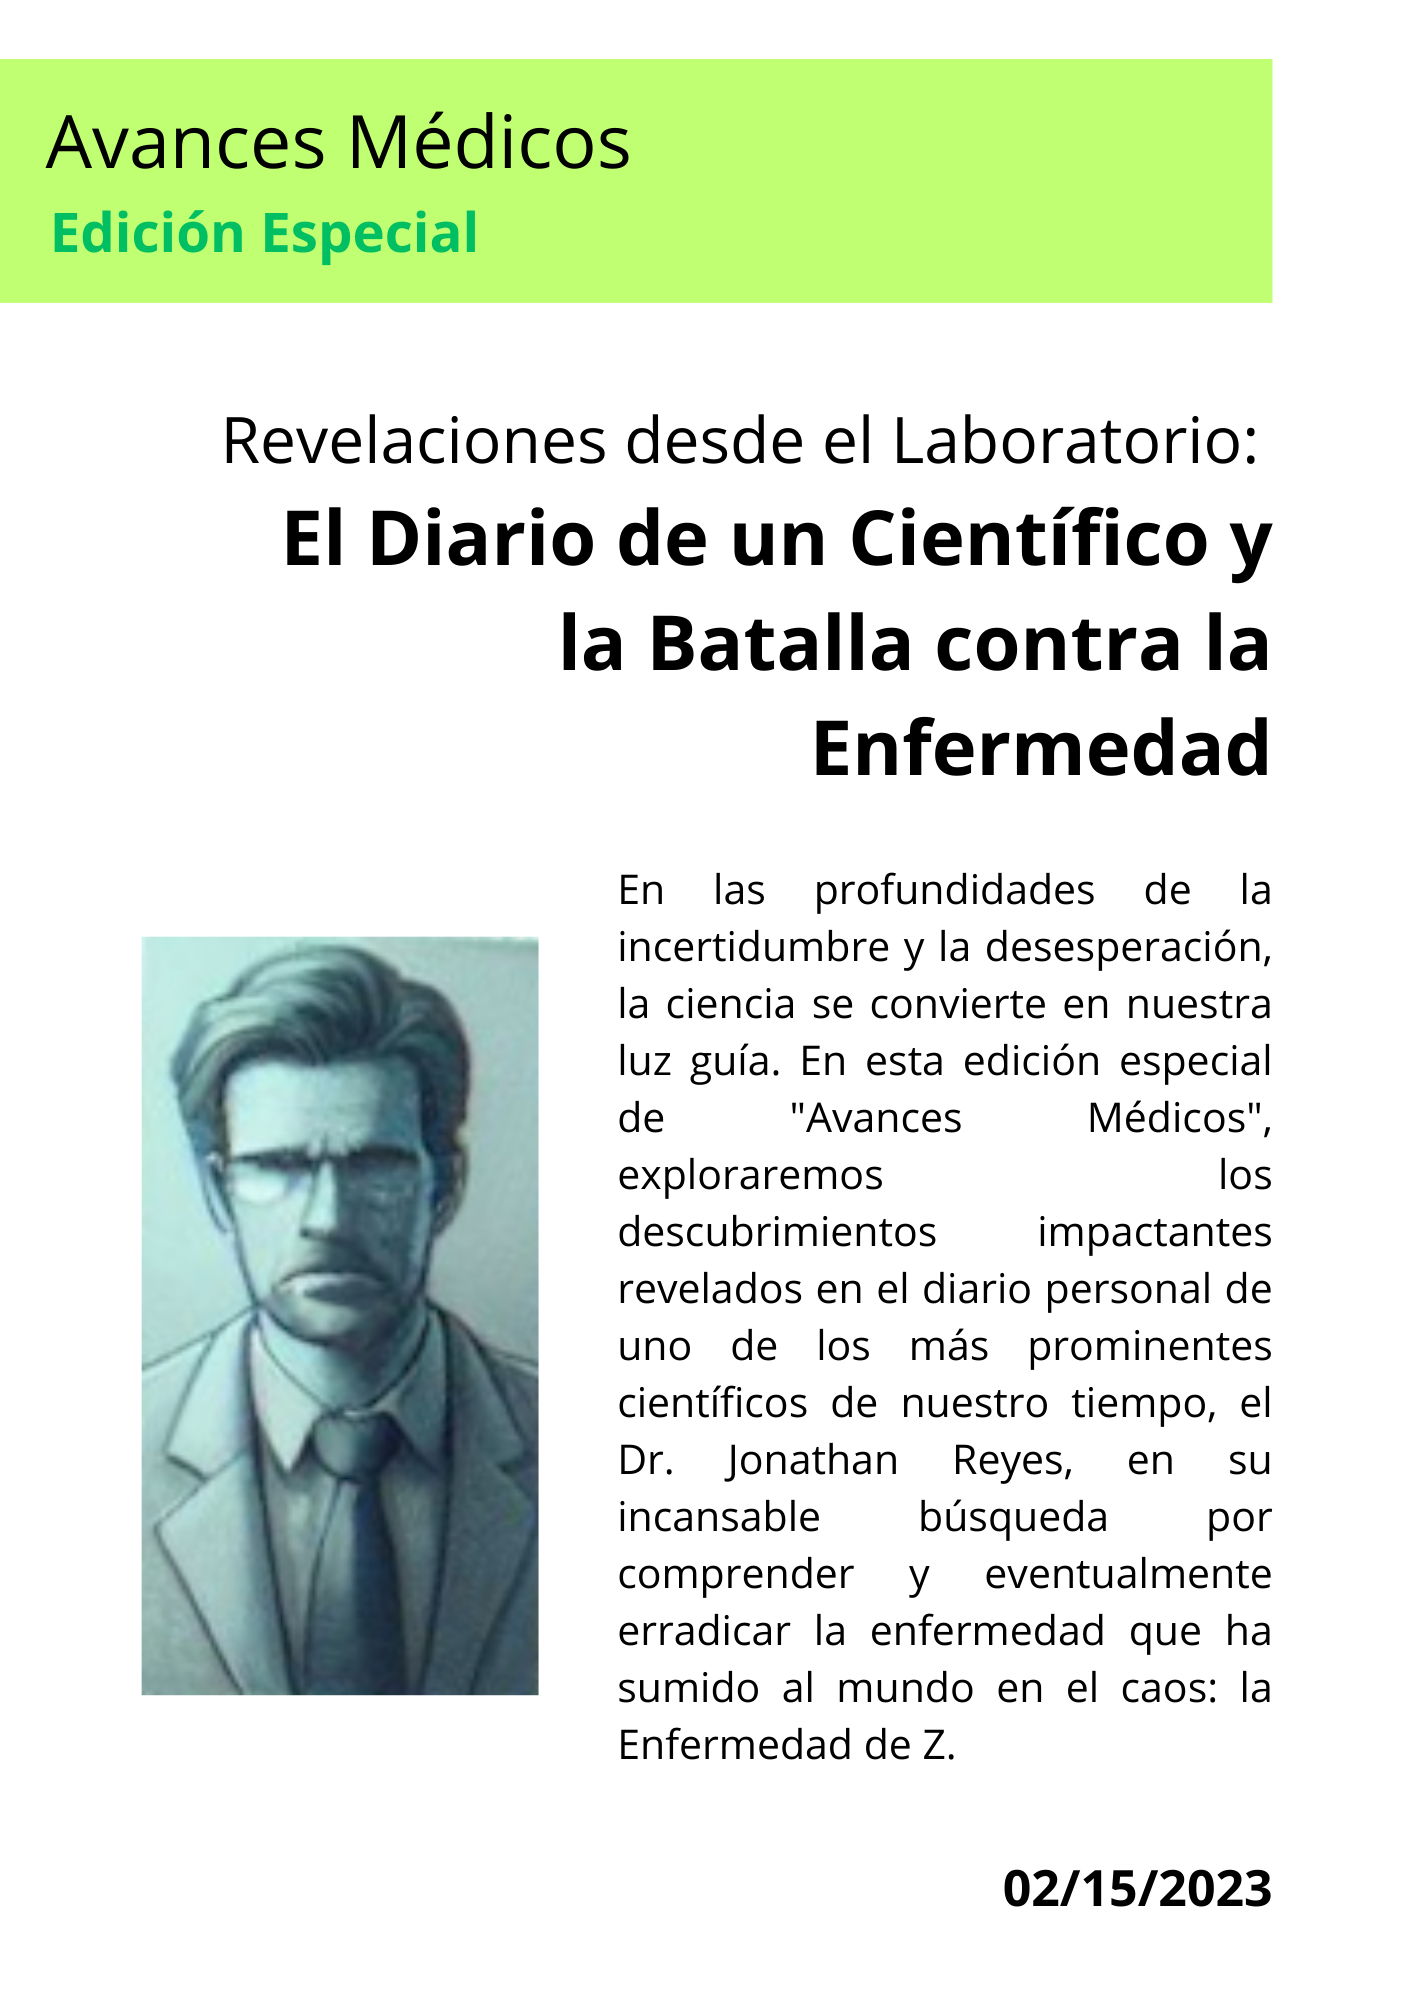 Avances Médicos
Edición Especial
Revelaciones desde el Laboratorio:
El Diario de un Científico y
la Batalla contra la
Enfermedad
En las profundidades de la
incertidumbre y la desesperación,
la ciencia se convierte en nuestra
luz guía. En esta edición especial
de "Avances Médicos",
exploraremos los
descubrimientos impactantes
revelados en el diario personal de
uno de los más prominentes
científicos de nuestro tiempo, el
Dr. Jonathan Reyes, en su
incansable búsqueda por
comprender y eventualmente
erradicar la enfermedad que ha
sumido al mundo en el caos: la
Enfermedad de Z.
02/15/2023